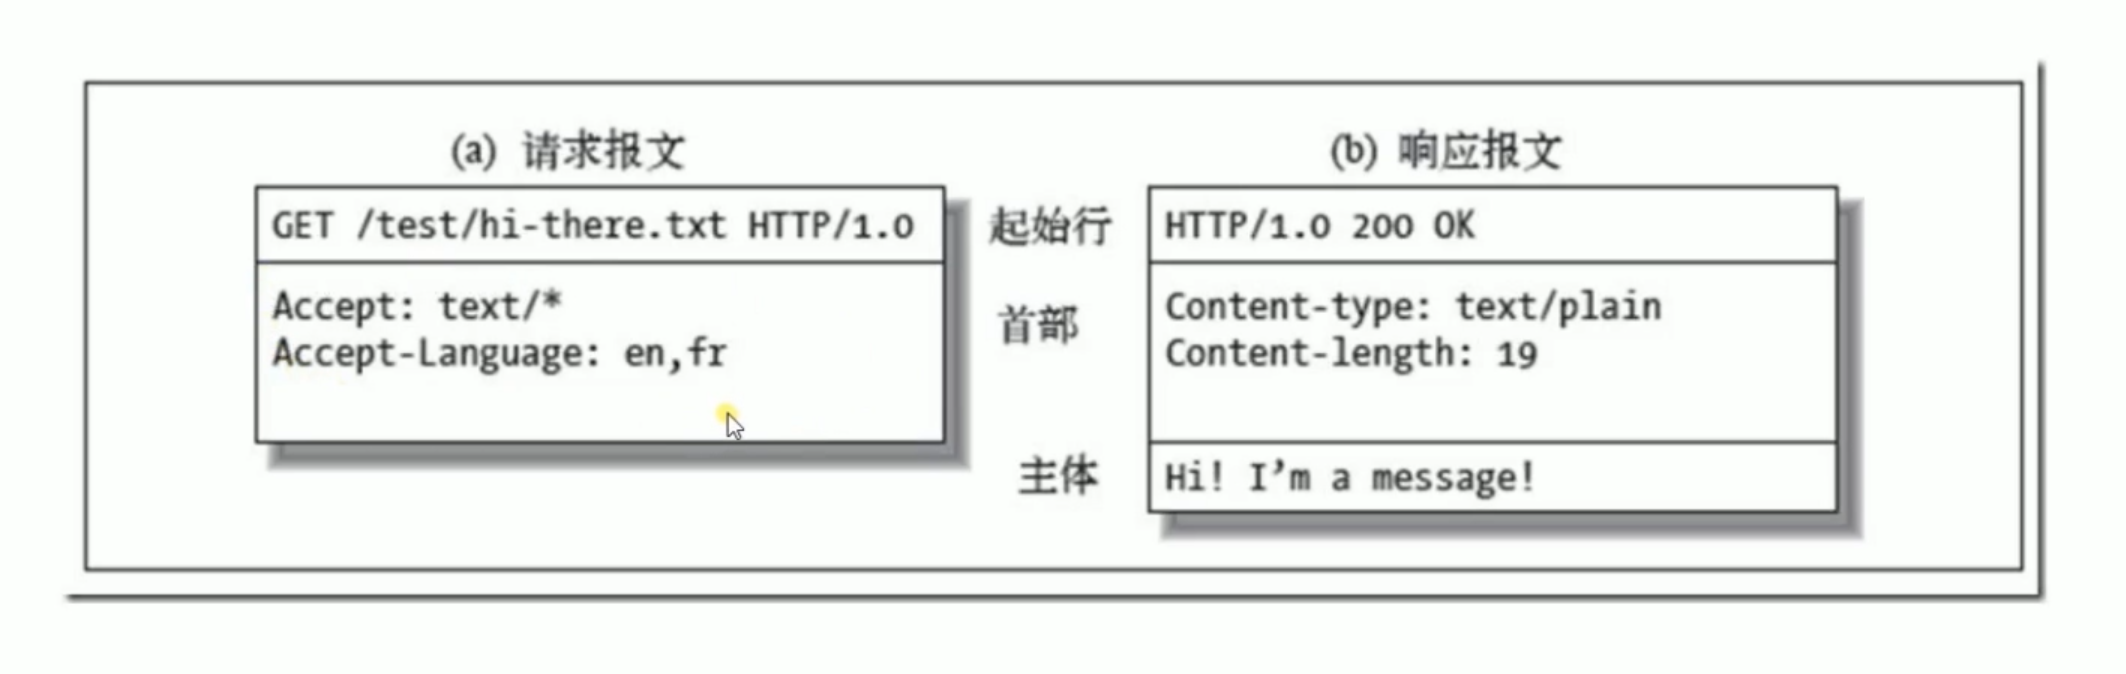 (a) 请求报文
GET /test/hi-there.txt HTTP/1.0
Accept: text/*
Accept-Language: en,fr
起始行
首部
主体
(b) 响应报文
HTTP/1.0 200 OK
Content-type: text/plain
Content-length: 19
Hi! I’m a message!